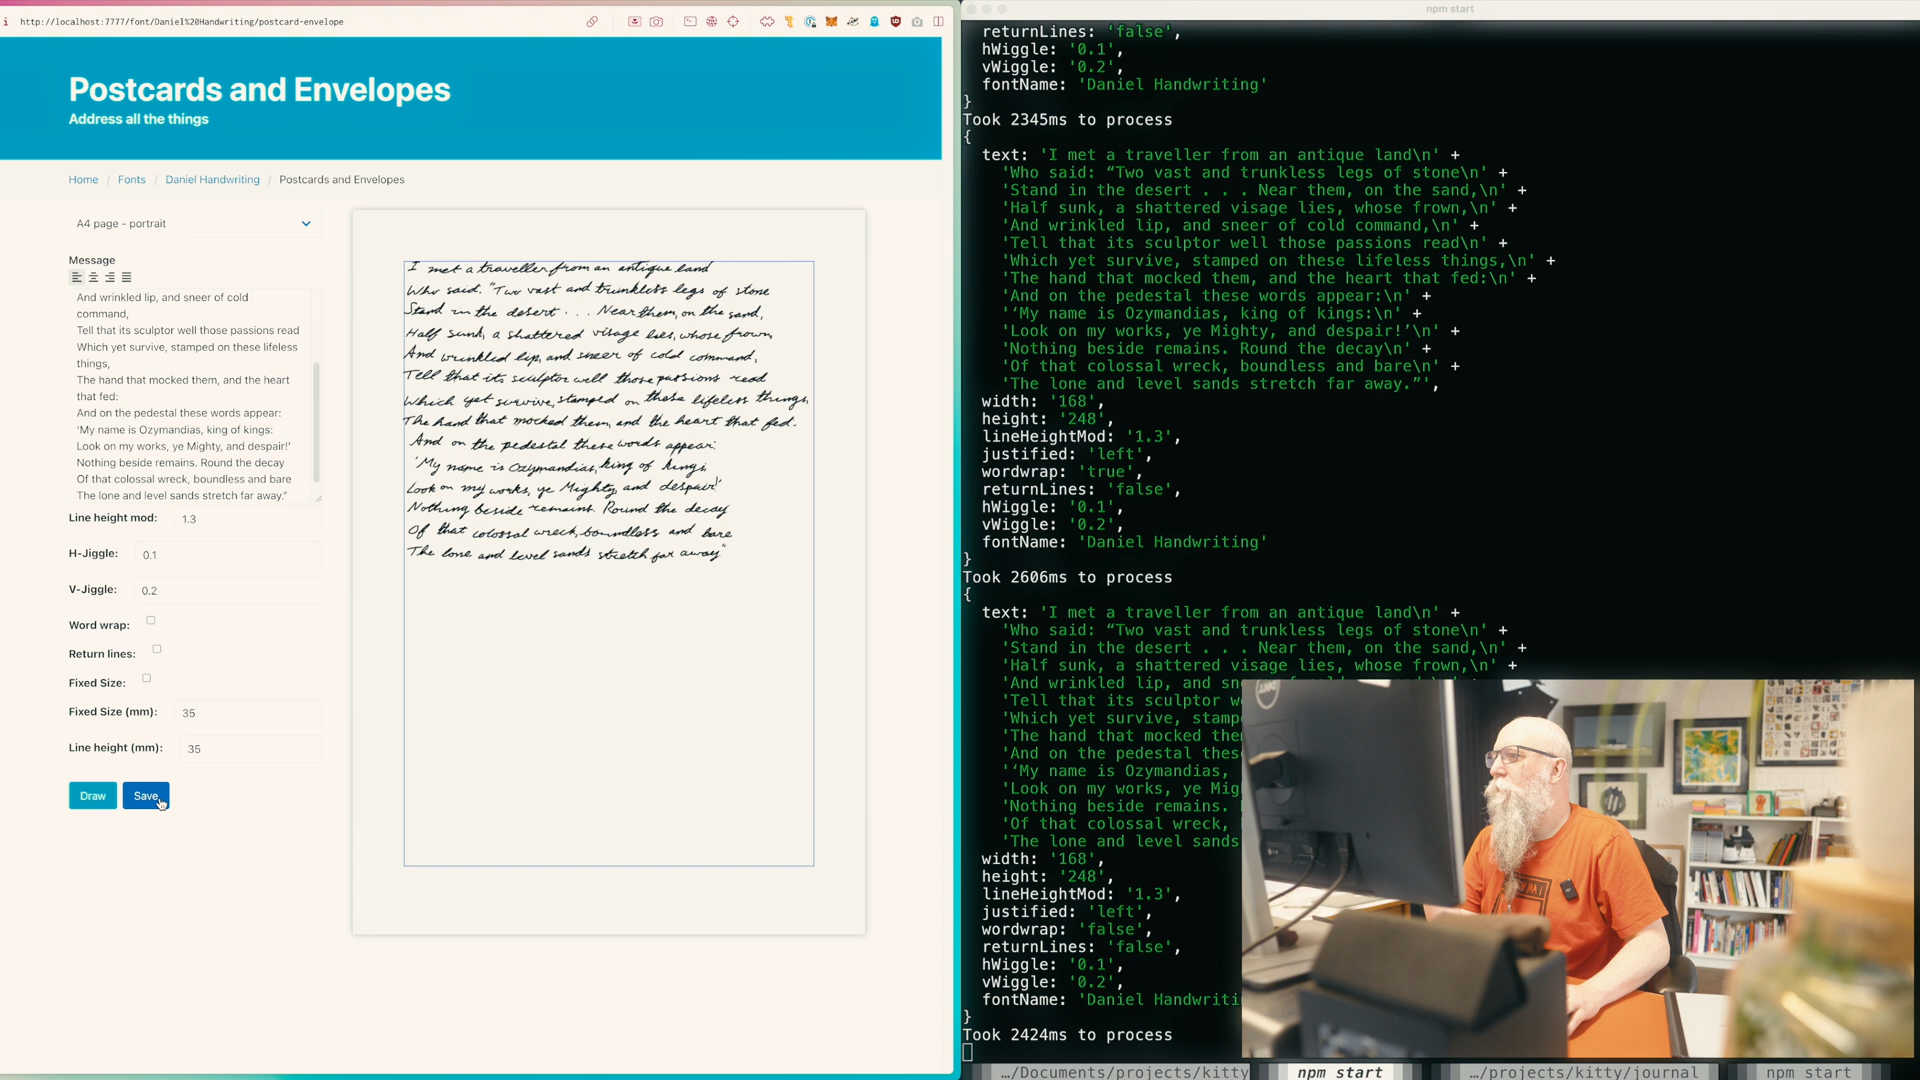 http://localhost:7777/font/Daniel%20Handwriting/postcard-envelope
Postcards and Envelopes
Address all the things
Home / Fonts / Daniel Handwriting / Postcards and Envelopes
A4 page - portrait
Message
And wrinkled lip, and sneer of cold
command,
Tell that its sculptor well those passions read
Which yet survive, stamped on these lifeless
things,
The hand that mocked them, and the heart
that fed:
And on the pedestal these words appear:
‘My name is Ozymandias, king of kings:
Look on my works, ye Mighty, and despair!’
Nothing beside remains. Round the decay
Of that colossal wreck, boundless and bare
The lone and level sands stretch far away.”
Line height mod: 1.3
H-Jiggle: 0.1
V-Jiggle: 0.2
Word wrap:
Return lines:
Fixed Size:
Fixed Size (mm): 35
Line height (mm): 35
Draw Save
I met a traveller from an antique land
Who said: “Two vast and trunkless legs of stone
Stand in the desert . . . Near them, on the sand,
Half sunk, a shattered visage lies, whose frown,
And wrinkled lip, and sneer of cold command,
Tell that its sculptor well those passions read
Which yet survive, stamped on these lifeless things,
The hand that mocked them, and the heart that fed:
And on the pedestal these words appear:
‘My name is Ozymandias, king of kings:
Look on my works, ye Mighty, and despair!’
Nothing beside remains. Round the decay
Of that colossal wreck, boundless and bare
The lone and level sands stretch far away.”
npm start
returnLines: 'false',
hWiggle: '0.1',
vWiggle: '0.2',
fontName: 'Daniel Handwriting'
}
Took 2345ms to process
{
text: 'I met a traveller from an antique land\n' +
'Who said: “Two vast and trunkless legs of stone\n' +
'Stand in the desert . . . Near them, on the sand,\n' +
'Half sunk, a shattered visage lies, whose frown,\n' +
'And wrinkled lip, and sneer of cold command,\n' +
'Tell that its sculptor well those passions read\n' +
'Which yet survive, stamped on these lifeless things,\n' +
'The hand that mocked them, and the heart that fed:\n' +
'And on the pedestal these words appear:\n' +
'‘My name is Ozymandias, king of kings:\n' +
'Look on my works, ye Mighty, and despair!’\n' +
'Nothing beside remains. Round the decay\n' +
'Of that colossal wreck, boundless and bare\n' +
'The lone and level sands stretch far away.”',
width: '168',
height: '248',
lineHeightMod: '1.3',
justified: 'left',
wordwrap: 'true',
returnLines: 'false',
hWiggle: '0.1',
vWiggle: '0.2',
fontName: 'Daniel Handwriting'
}
Took 2606ms to process
{
text: 'I met a traveller from an antique land\n' +
'Who said: “Two vast and trunkless legs of stone\n' +
'Stand in the desert . . . Near them, on the sand,\n' +
'Half sunk, a shattered visage lies, whose frown,\n' +
'And wrinkled lip, and sne
'Tell that its sculptor w
'Which yet survive, stamp
'The hand that mocked the
'And on the pedestal thes
'‘My name is Ozymandias,
'Look on my works, ye Mig
'Nothing beside remains.
'Of that colossal wreck,
'The lone and level sands
width: '168',
height: '248',
lineHeightMod: '1.3',
justified: 'left',
wordwrap: 'false',
returnLines: 'false',
hWiggle: '0.1',
vWiggle: '0.2',
fontName: 'Daniel Handwriti
}
Took 2424ms to process
…/Documents/projects/kitty npm start …/projects/kitty/journal npm start